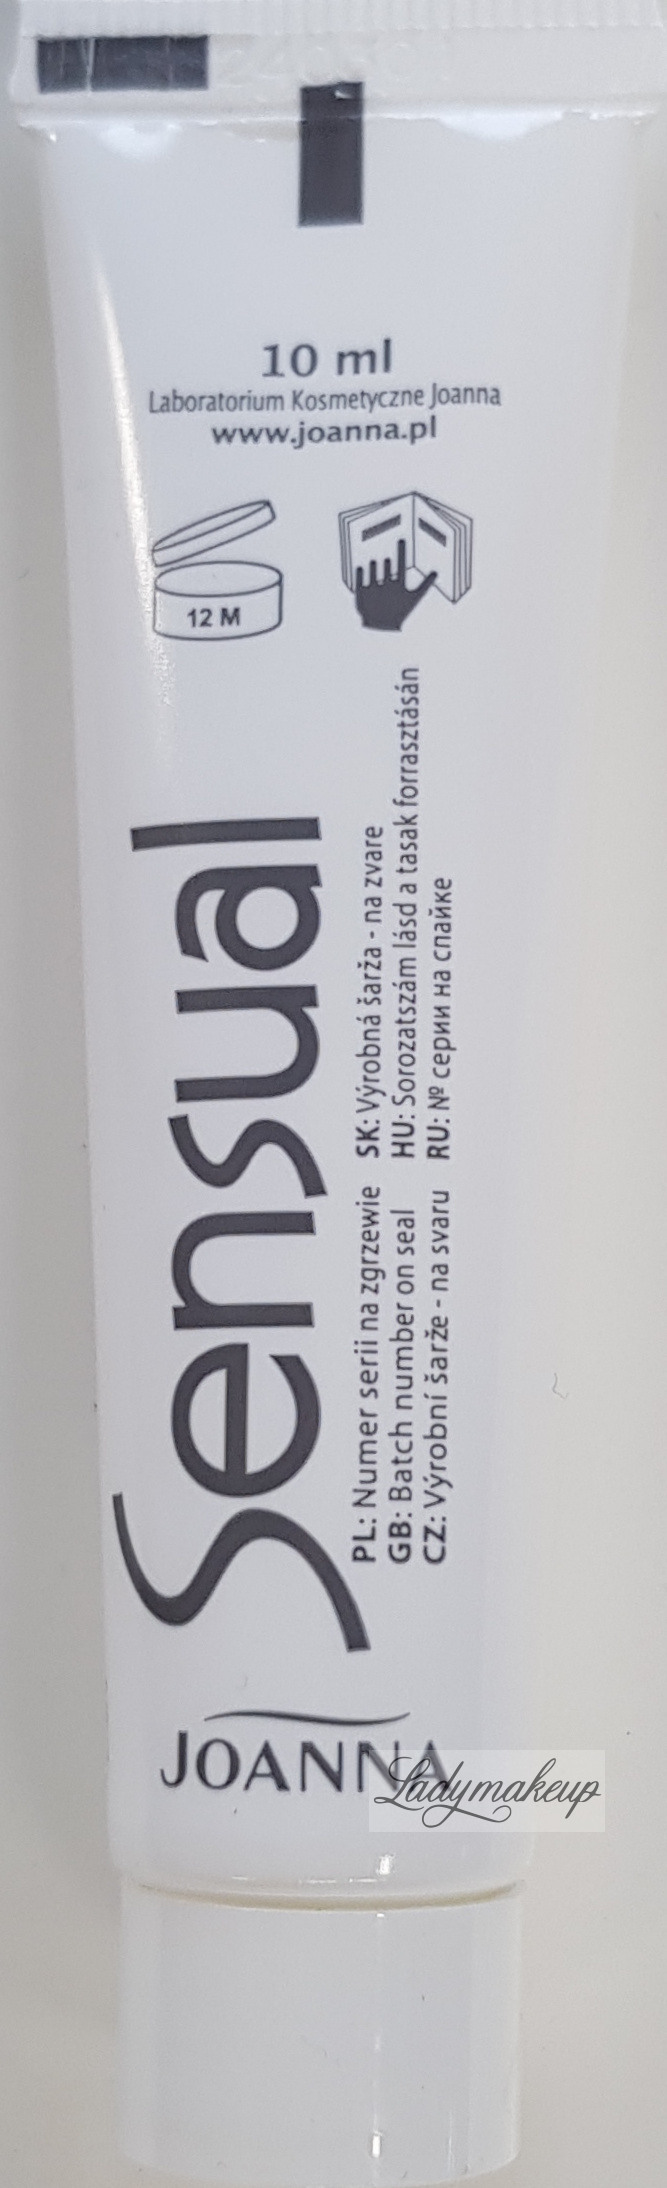 10 ml
Laboratorium Kosmetyczne Joanna
www.joanna.pl
12 M
Sensual
PL: Numer serii na zgrzewie
GB: Batch number on seal
CZ: Výrobní šarže - na svaru
SK: Výrobná šarža - na zvare
HU: Sorozatszám lásd a tasak forrasztásán
RU: № серии на спайке
JOANNA
Ladymakeup